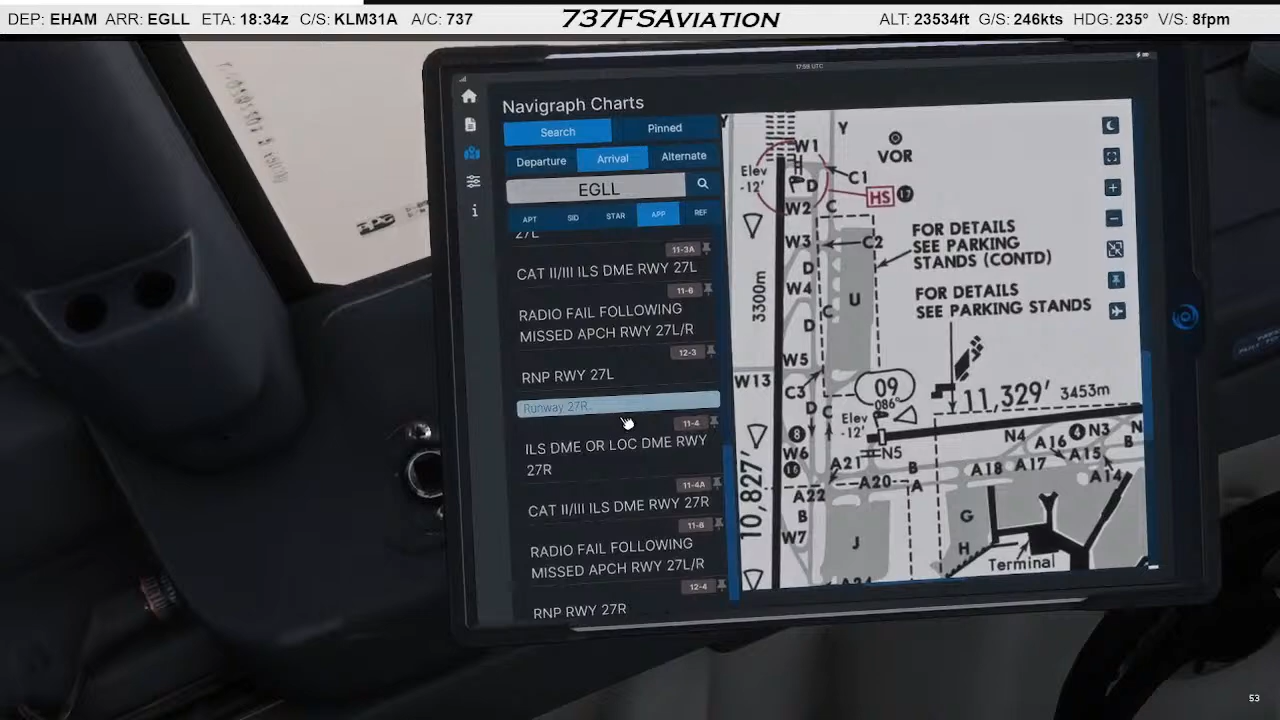 DEP: EHAM ARR: EGLL ETA: 18:34z C/S: KLM31A A/C: 737
737FSAVIATION
ALT: 23534ft G/S: 246kts HDG: 235° V/S: 8fpm
Navigraph Charts
Search
Pinned
Departure
Arrival
Alternate
EGLL
APT
SID
STAR
APP
REF
27L
11-3A
CAT II/III ILS DME RWY 27L
11-6
RADIO FAIL FOLLOWING
MISSED APCH RWY 27L/R
12-3
RNP RWY 27L
Runway 27R
11-4
ILS DME OR LOC DME RWY
27R
11-4A
CAT II/III ILS DME RWY 27R
RADIO FAIL FOLLOWING
MISSED APCH RWY 27L/R
12-4
RNP RWY 27R
Y
Y
W1
VOR
Elev
-12'
H
C1
D
HS
W2
C
W3
C2
FOR DETAILS
SEE PARKING
STANDS (CONTD)
D
W4
U
3300m
C
D
FOR DETAILS
SEE PARKING STANDS
W5
W13
C3
09
086°
11,329' 3453m
D
C
Elev
-12'
8
A
N5
N4
A16
4
N3
N
W6
A21
B
A15
B
A18
A17
A14
A22
A20
A
10,827'
B
G
W7
J
H
Terminal
53